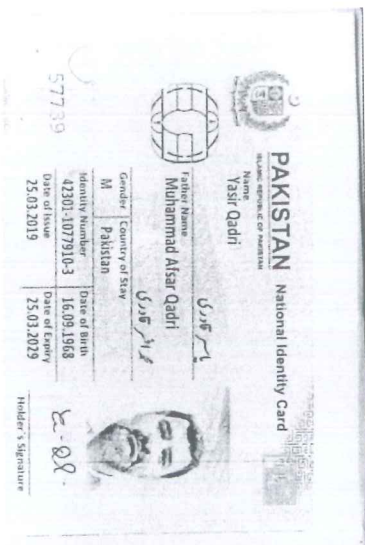 PAKISTAN National Identity Card
ISLAMIC REPUBLIC OF PAKISTAN
Name
Yasir Qadri
یاسر قادری
Father Name
Muhammad Afsar Qadri
محمد افسر قادری
Gender Country of Stay
M Pakistan
Identity Number Date of Birth
42301-1077910-3 16.09.1968
Date of Issue Date of Expiry
25.03.2019 25.03.2029
Holder's Signature
57739